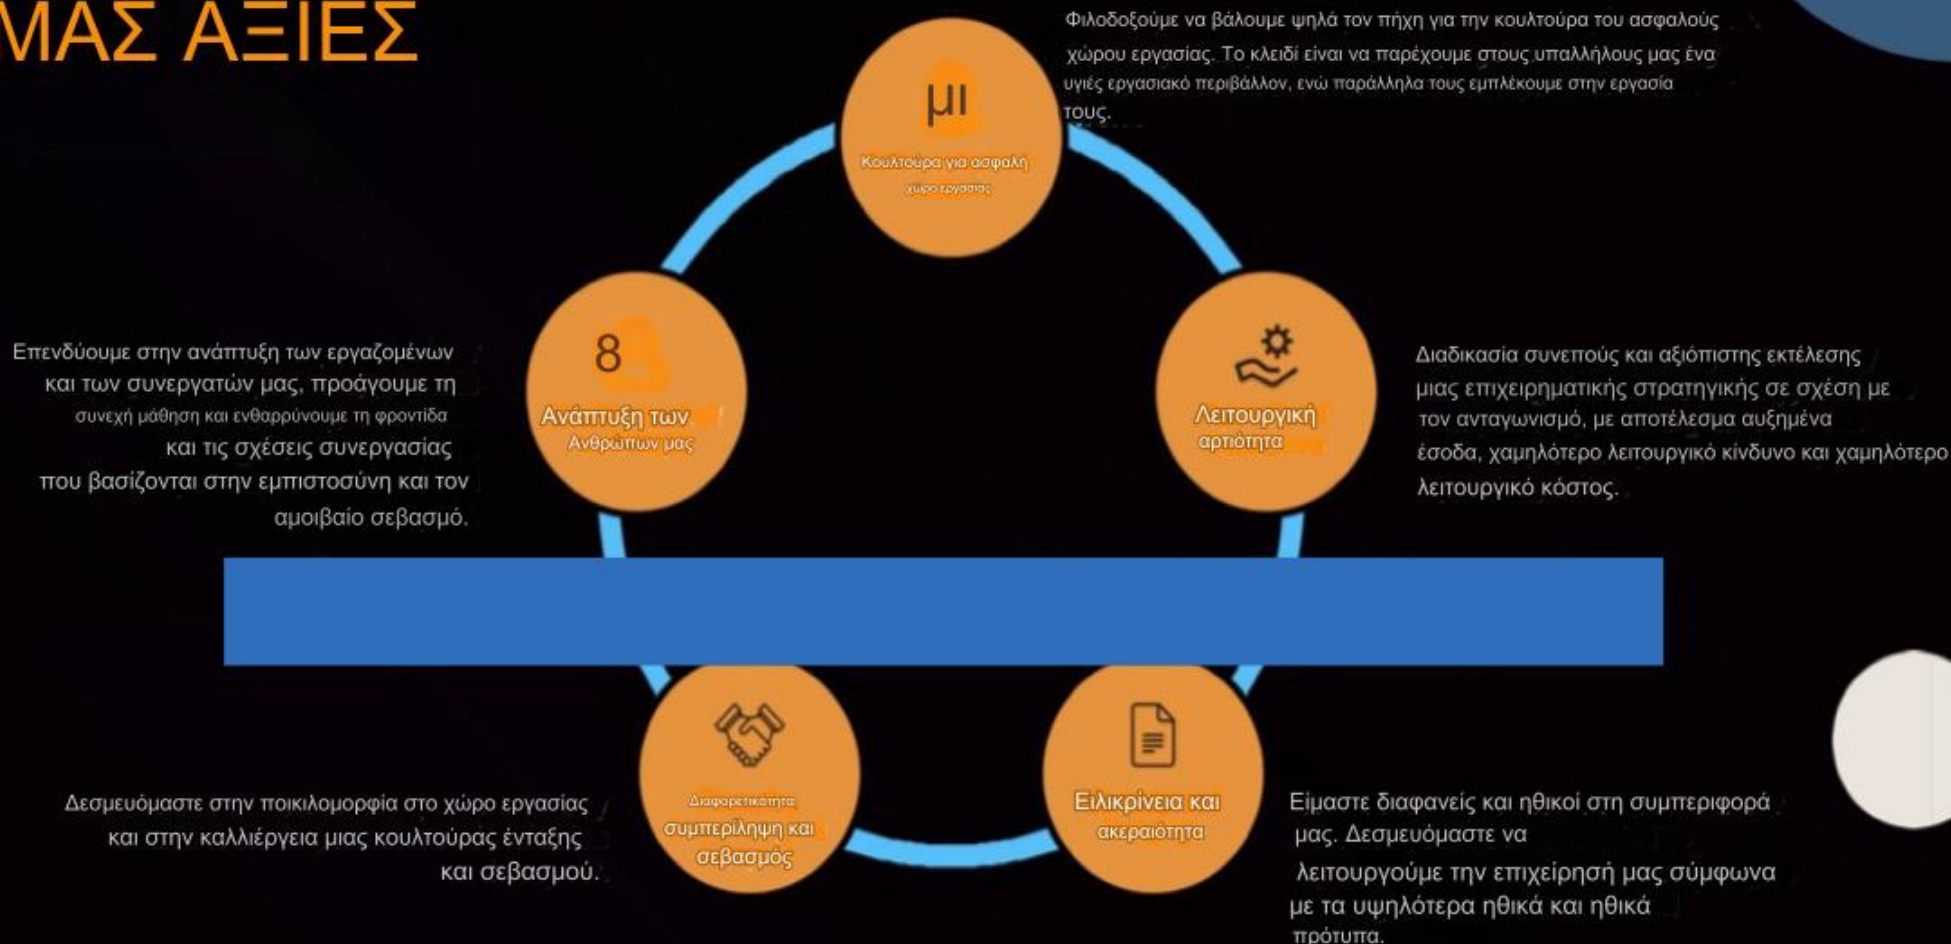 ΜΑΣ ΑΞΙΕΣ
Φιλοδοξούμε να βάλουμε ψηλά τον πήχη για την κουλτούρα του ασφαλούς
χώρου εργασίας. Το κλειδί είναι να παρέχουμε στους υπαλλήλους μας ένα
υγιές εργασιακό περιβάλλον, ενώ παράλληλα τους εμπλέκουμε στην εργασία
τους.
μι
Κουλτούρα για ασφαλή
χώρο εργασίας
Επενδύουμε στην ανάπτυξη των εργαζομένων
και των συνεργατών μας, προάγουμε τη
συνεχή μάθηση και ενθαρρύνουμε τη φροντίδα
και τις σχέσεις συνεργασίας
που βασίζονται στην εμπιστοσύνη και τον
αμοιβαίο σεβασμό.
8
Ανάπτυξη των
Ανθρώπων μας
Λειτουργική
αρτιότητα
Διαδικασία συνεπούς και αξιόπιστης εκτέλεσης
μιας επιχειρηματικής στρατηγικής σε σχέση με
τον ανταγωνισμό, με αποτέλεσμα αυξημένα
έσοδα, χαμηλότερο λειτουργικό κίνδυνο και χαμηλότερο
λειτουργικό κόστος.
Δεσμευόμαστε στην ποικιλομορφία στο χώρο εργασίας
και στην καλλιέργεια μιας κουλτούρας ένταξης
και σεβασμού.
Διαφορετικότητα
συμπερίληψη και
σεβασμός
Ειλικρίνεια και
ακεραιότητα
Είμαστε διαφανείς και ηθικοί στη συμπεριφορά
μας. Δεσμευόμαστε να
λειτουργούμε την επιχείρησή μας σύμφωνα
με τα υψηλότερα ηθικά και ηθικά
πρότυπα.